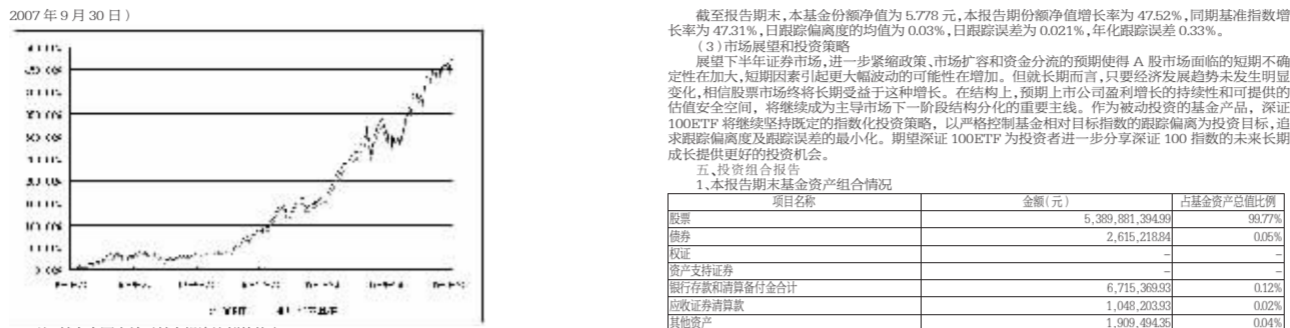 2007年9月30日)
截至报告期末,本基金份额净值为5.778元,本报告期份额净值增长率为47.52%,同期基准指数增
长率为47.31%,日跟踪偏离度的均值为0.03%,日跟踪误差为0.021%,年化跟踪误差0.33%。
(3)市场展望和投资策略
展望下半年证券市场,进一步紧缩政策、市场扩容和资金分流的预期使得A股市场面临的短期不确
定性在加大,短期因素引起更大幅波动的可能性在增加。但就长期而言,只要经济发展趋势未发生明显
变化,相信股票市场终将长期受益于这种增长。在结构上,预期上市公司盈利增长的持续性和可提供的
估值安全空间,将继续成为主导市场下一阶段结构分化的重要主线。作为被动投资的基金产品,深证
100ETF将继续坚持既定的指数化投资策略,以严格控制基金相对目标指数的跟踪偏离为投资目标,追
求跟踪偏离度及跟踪误差的最小化。期望深证100ETF为投资者进一步分享深证100指数的未来长期
成长提供更好的投资机会。
五、投资组合报告
1、本报告期末基金资产组合情况
项目名称 金额(元) 占基金资产总值比例
股票 5,389,881,394.99 99.77%
债券 2,615,218.84 0.05%
权证 - -
资产支持证券 - -
银行存款和清算备付金合计 6,715,369.93 0.12%
应收证券清算款 1,048,203.93 0.02%
其他资产 1,909,494.35 0.04%